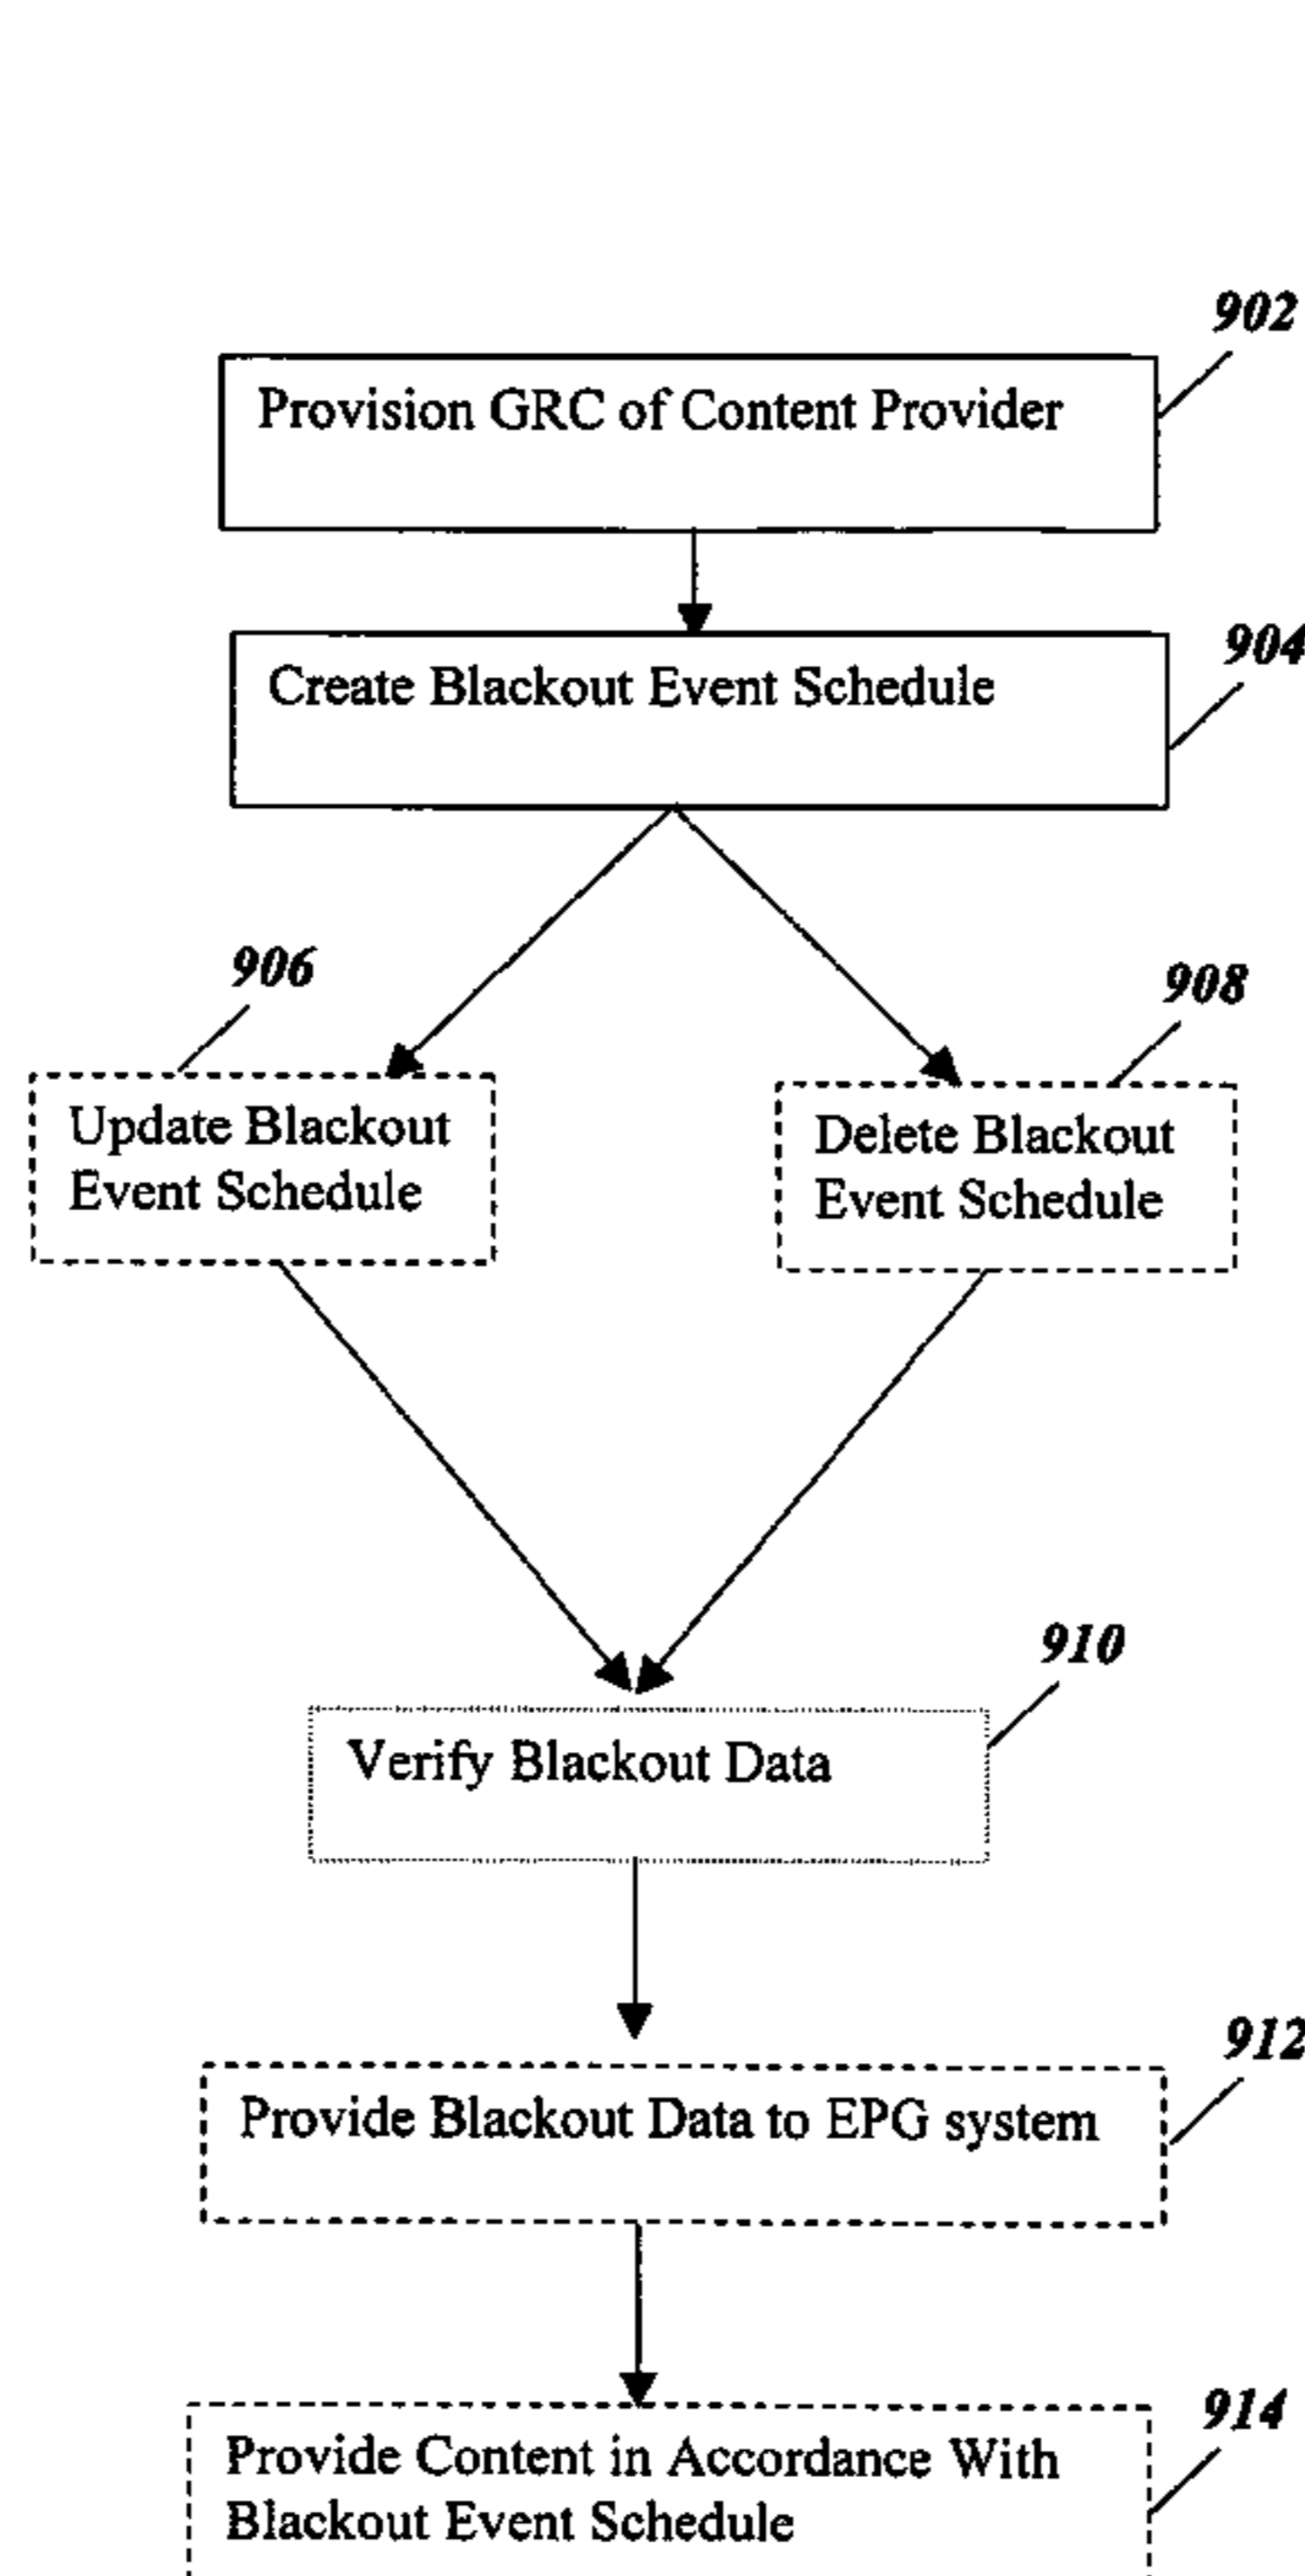 902
Provision GRC of Content Provider
904
Create Blackout Event Schedule
906
908
Update Blackout
Event Schedule
Delete Blackout
Event Schedule
910
Verify Blackout Data
912
Provide Blackout Data to EPG system
914
Provide Content in Accordance With
Blackout Event Schedule